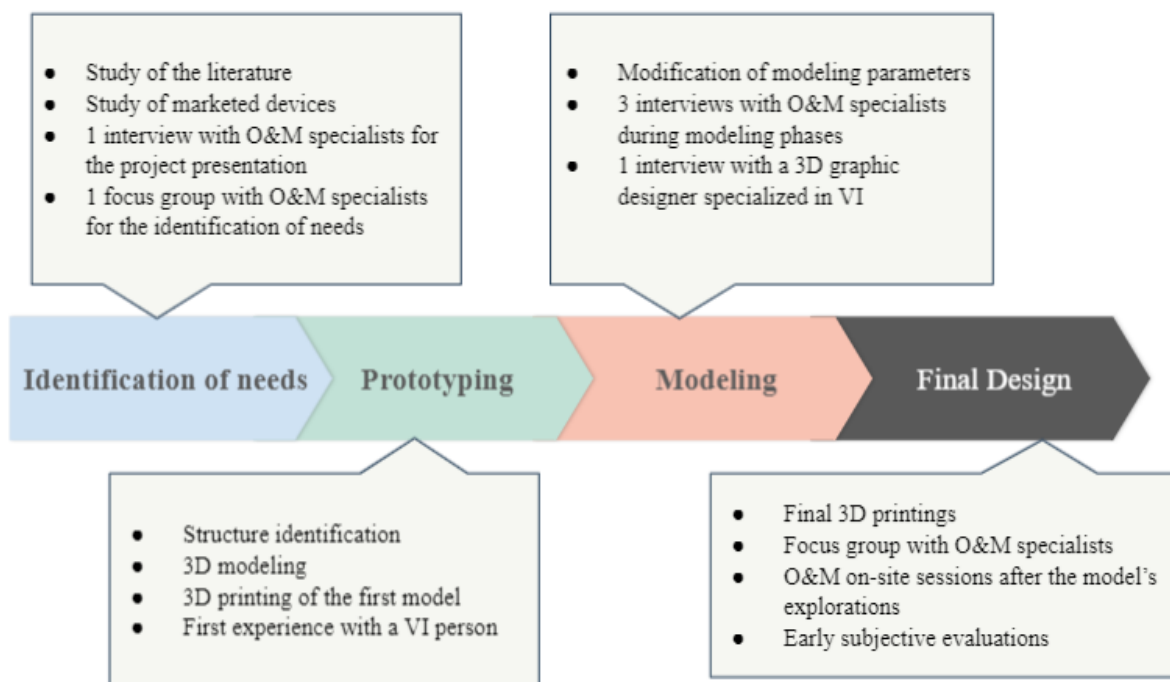 ● Study of the literature
● Study of marketed devices
● 1 interview with O&M specialists for
the project presentation
● 1 focus group with O&M specialists
for the identification of needs
● Modification of modeling parameters
● 3 interviews with O&M specialists
during modeling phases
● 1 interview with a 3D graphic
designer specialized in VI
Identification of needs
Prototyping
Modeling
Final Design
● Structure identification
● 3D modeling
● 3D printing of the first model
● First experience with a VI person
● Final 3D printings
● Focus group with O&M specialists
● O&M on-site sessions after the model’s
explorations
● Early subjective evaluations